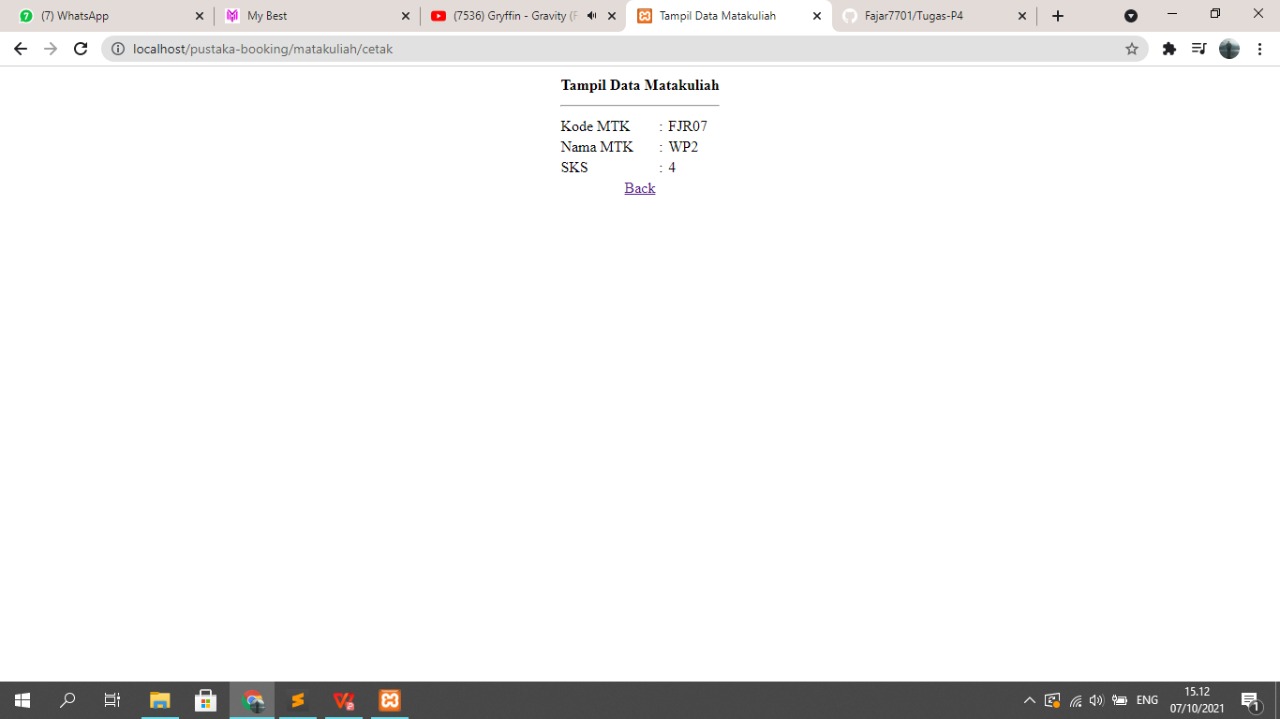 (7) WhatsApp
My Best
(7536) Gryffin - Gravity (F
Tampil Data Matakuliah
Fajar7701/Tugas-P4
localhost/pustaka-booking/matakuliah/cetak
Tampil Data Matakuliah
Kode MTK : FJR07
Nama MTK : WP2
SKS : 4
Back
ENG
15.12
07/10/2021
1